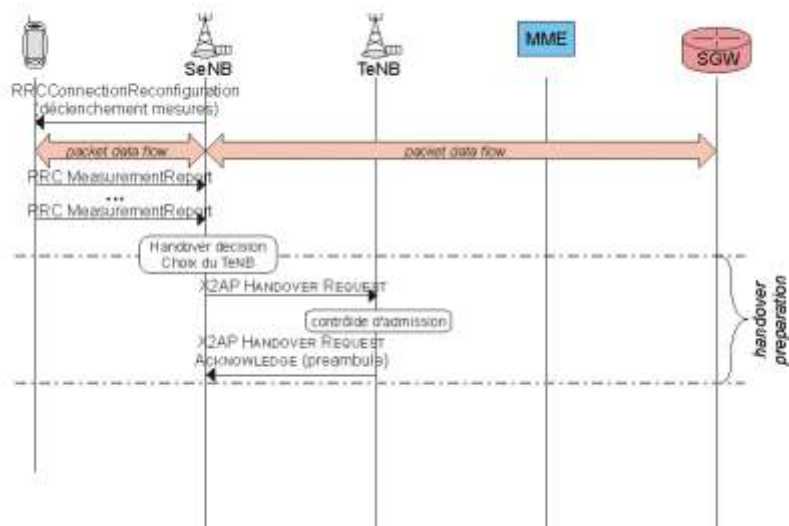 SeNB
TeNB
MME
SGW
RRCConnectionReconfiguration
(déclenchement mesures)
packet data flow
packet data flow
RRC MeasurementReport
...
RRC MeasurementReport
Handover decision
Choix du TeNB
X2AP HANDOVER REQUEST
contrôlde d'admission
X2AP HANDOVER REQUEST
ACKNOWLEDGE (preambule)
handover
preparation